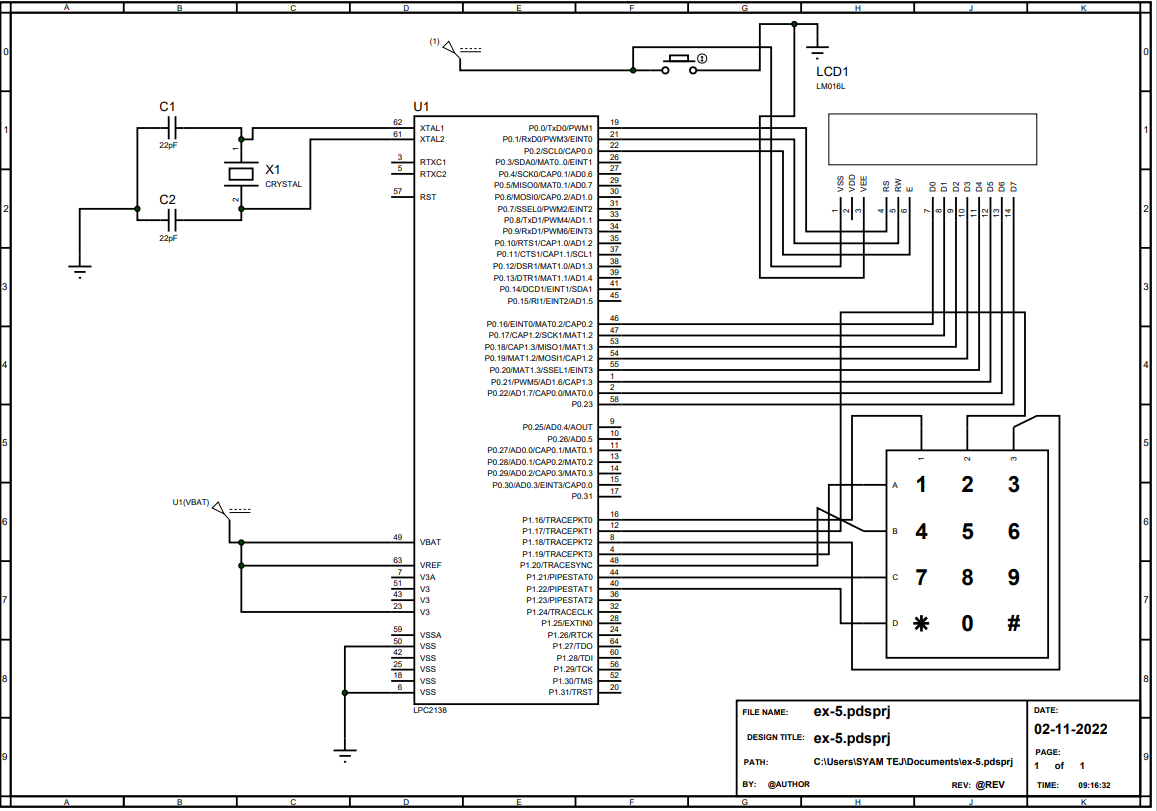 A B C D E F G H J K
0 0
1 1
2 2
3 3
4 4
5 5
6 6
7 7
8 8
9 9
(1)
LCD1
LM016L
VSS VDD VEE RS RW E D0 D1 D2 D3 D4 D5 D6 D7
1 2 3 4 5 6 7 8 9 10 11 12 13 14
C1
22pF
C2
22pF
X1
CRYSTAL
1
2
U1
62 XTAL1
61 XTAL2
3 RTXC1
5 RTXC2
57 RST
U1(VBAT)
49 VBAT
63 VREF
7 V3A
51 V3
43 V3
23 V3
59 VSSA
50 VSS
42 VSS
25 VSS
18 VSS
6 VSS
P0.0/TxD0/PWM1 19
P0.1/RxD0/PWM3/EINT0 21
P0.2/SCL0/CAP0.0 22
P0.3/SDA0/MAT0..0/EINT1 26
P0.4/SCK0/CAP0.1/AD0.6 27
P0.5/MISO0/MAT0.1/AD0.7 29
P0.6/MOSI0/CAP0.2/AD1.0 30
P0.7/SSEL0/PWM2/EINT2 31
P0.8/TxD1/PWM4/AD1.1 33
P0.9/RxD1/PWM6/EINT3 34
P0.10/RTS1/CAP1.0/AD1.2 35
P0.11/CTS1/CAP1.1/SCL1 37
P0.12/DSR1/MAT1.0/AD1.3 38
P0.13/DTR1/MAT1.1/AD1.4 39
P0.14/DCD1/EINT1/SDA1 41
P0.15/RI1/EINT2/AD1.5 45
P0.16/EINT0/MAT0.2/CAP0.2 46
P0.17/CAP1.2/SCK1/MAT1.2 47
P0.18/CAP1.3/MISO1/MAT1.3 53
P0.19/MAT1.2/MOSI1/CAP1.2 54
P0.20/MAT1.3/SSEL1/EINT3 55
P0.21/PWM5/AD1.6/CAP1.3 1
P0.22/AD1.7/CAP0.0/MAT0.0 2
P0.23 58
P0.25/AD0.4/AOUT 9
P0.26/AD0.5 10
P0.27/AD0.0/CAP0.1/MAT0.1 11
P0.28/AD0.1/CAP0.2/MAT0.2 13
P0.29/AD0.2/CAP0.3/MAT0.3 14
P0.30/AD0.3/EINT3/CAP0.0 15
P0.31 17
P1.16/TRACEPKT0 16
P1.17/TRACEPKT1 12
P1.18/TRACEPKT2 8
P1.19/TRACEPKT3 4
P1.20/TRACESYNC 48
P1.21/PIPESTAT0 44
P1.22/PIPESTAT1 40
P1.23/PIPESTAT2 36
P1.24/TRACECLK 32
P1.25/EXTIN0 28
P1.26/RTCK 24
P1.27/TDO 64
P1.28/TDI 60
P1.29/TCK 56
P1.30/TMS 52
P1.31/TRST 20
LPC2138
1 2 3
A 1 2 3
B 4 5 6
C 7 8 9
D * 0 #
FILE NAME: ex-5.pdsprj
DESIGN TITLE: ex-5.pdsprj
PATH: C:\Users\SYAM TEJ\Documents\ex-5.pdsprj
BY: @AUTHOR REV: @REV
DATE:
02-11-2022
PAGE:
1 of 1
TIME: 09:16:32
A B C D E F G H J K